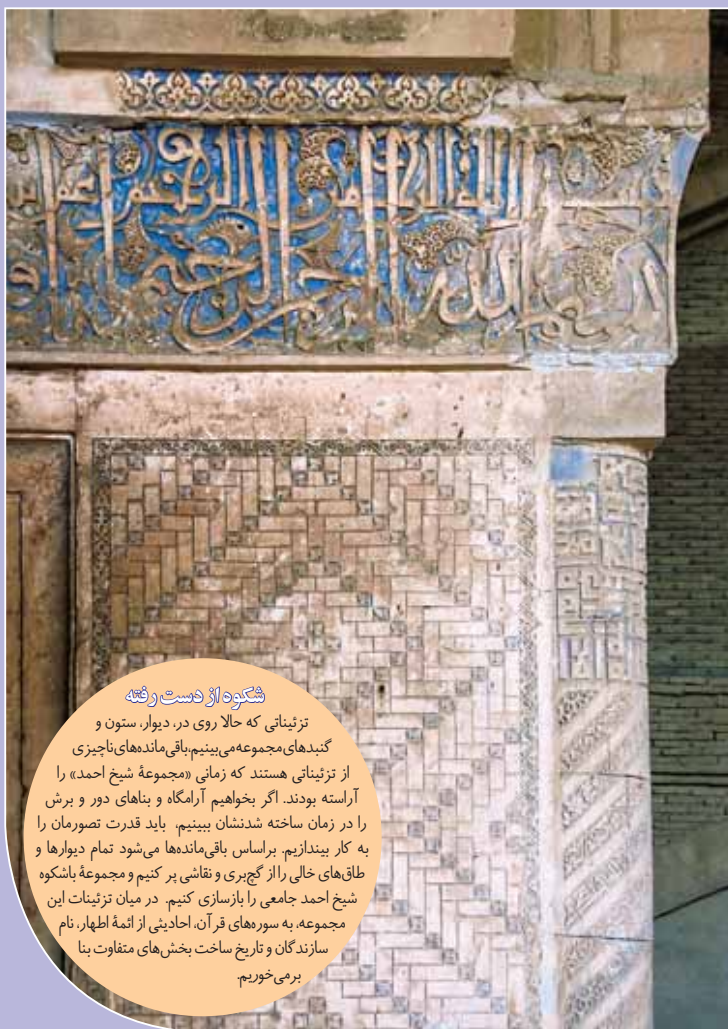 بسم الله الرحمن الرحیم
شکوه از دست رفته
تزئیناتی که حالا روی در، دیوار، ستون و
گنبدهای مجموعه می‌بینیم، باقی‌مانده‌های ناچیزی
از تزئیناتی هستند که زمانی «مجموعهٔ شیخ احمد» را
آراسته بودند. اگر بخواهیم آرامگاه و بناهای دور و برش
را در زمان ساخته شدنشان ببینیم، باید قدرت تصورمان را
به کار بیندازیم. براساس باقی‌مانده‌ها می‌شود تمام دیوارها و
طاق‌های خالی را از گچ‌بری و نقاشی پر کنیم و مجموعهٔ باشکوه
شیخ احمد جامعی را بازسازی کنیم. در میان تزئینات این
مجموعه، به سوره‌های قرآن، احادیثی از ائمهٔ اطهار، نام
سازندگان و تاریخ ساخت بخش‌های متفاوت بنا
برمی‌خوریم.